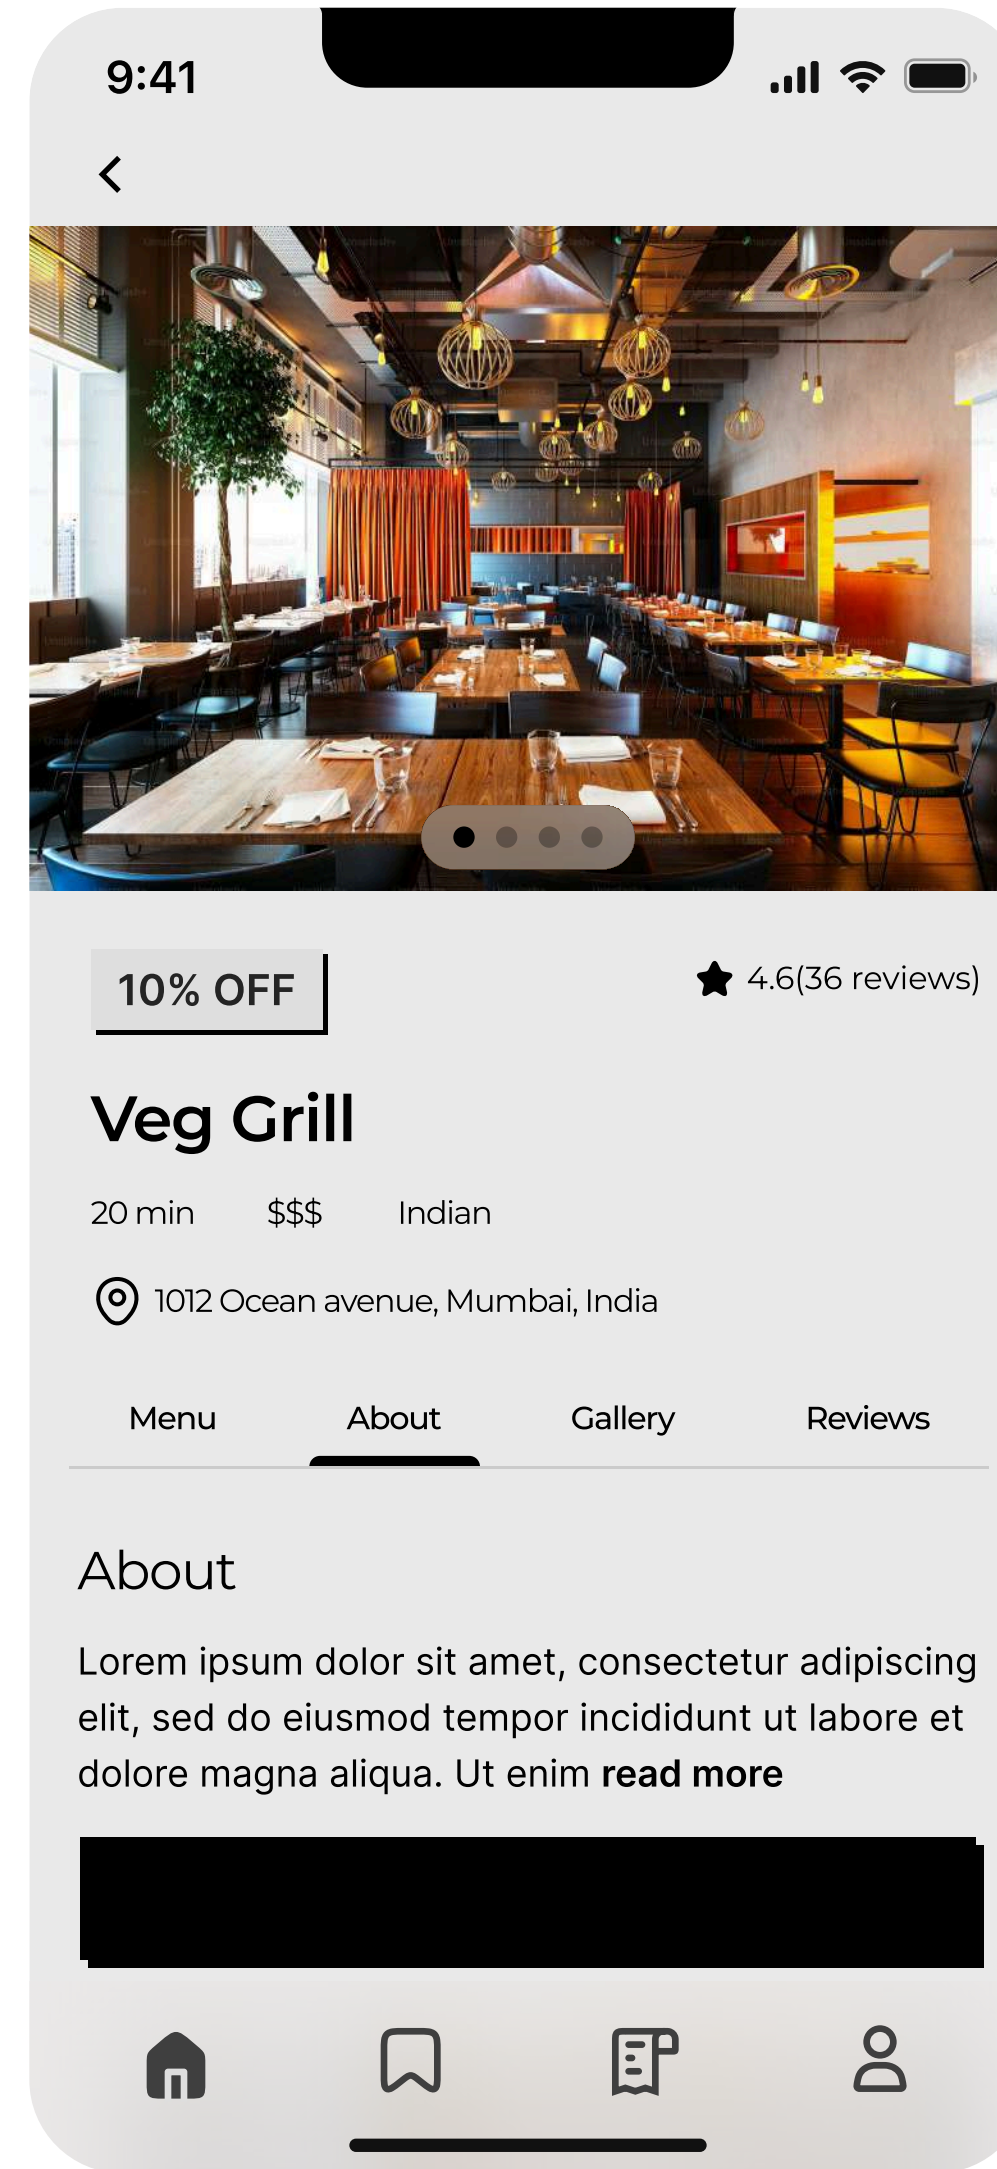 9:41
10% OFF
4.6(36 reviews)
Veg Grill
20 min $$$ Indian
1012 Ocean avenue, Mumbai, India
Menu About Gallery Reviews
About
Lorem ipsum dolor sit amet, consectetur adipiscing
elit, sed do eiusmod tempor incididunt ut labore et
dolore magna aliqua. Ut enim read more